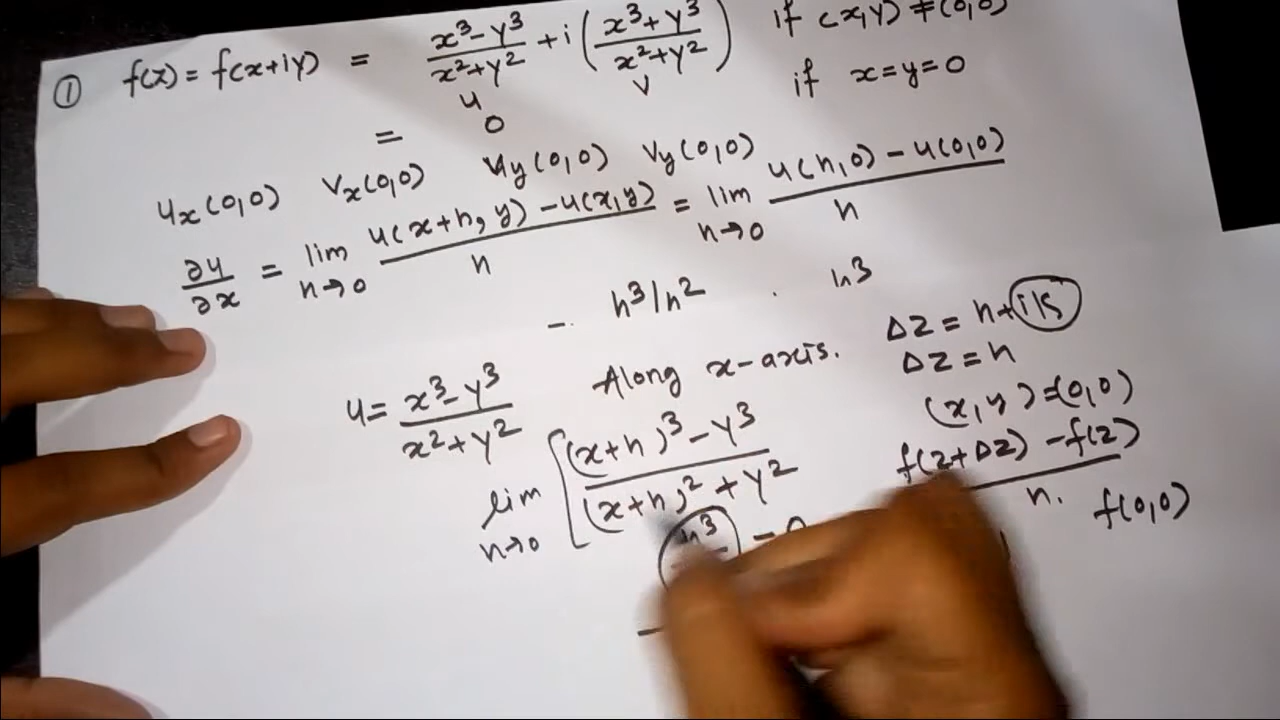 ① f(z) = f(x+iy) = x³-y³/x²+y² + i (x³+y³/x²+y²) if (x,y) ≠ (0,0)
u v
= 0 if x=y=0
ux(0,0) vx(0,0) uy(0,0) vy(0,0)
∂u/∂x = lim h→0 u(x+h, y) - u(x,y)/h = lim h→0 u(h,0) - u(0,0)/h
h³/h² h³
Δz = h+ik
u = x³-y³/x²+y² Along x-axis. Δz = h
(x,y)=(0,0)
lim h→0 [(x+h)³-y³/(x+h)²+y² f(z+Δz) - f(z)/h.
h³ - 0 f(0,0)